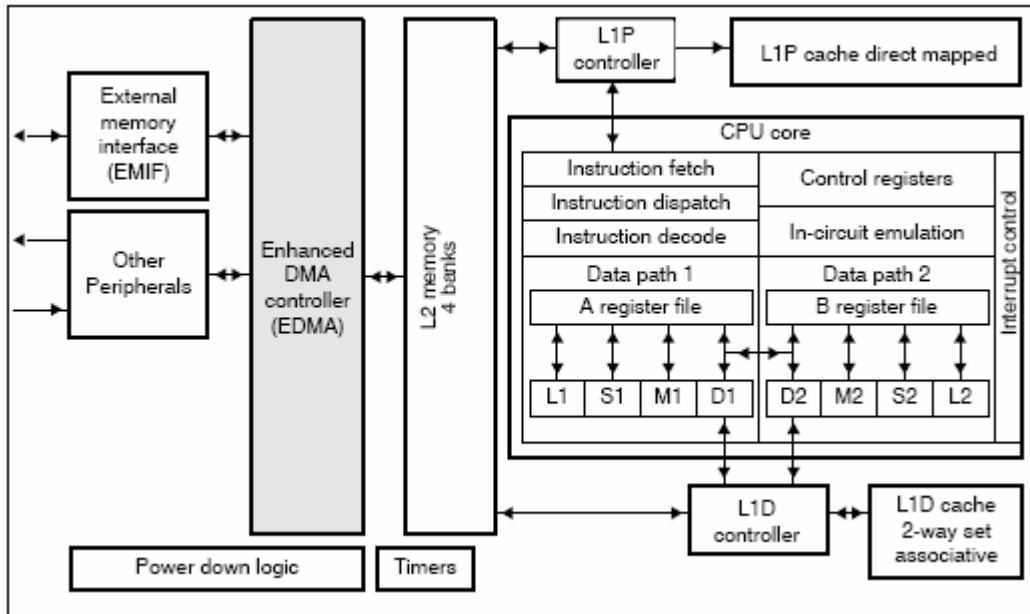 External
memory
interface
(EMIF)
Other
Peripherals
Enhanced
DMA
controller
(EDMA)
L2 memory
4 banks
Power down logic
Timers
L1P
controller
L1P cache direct mapped
CPU core
Instruction fetch
Instruction dispatch
Instruction decode
Control registers
In-circuit emulation
Interrupt control
Data path 1
A register file
L1 S1 M1 D1
Data path 2
B register file
D2 M2 S2 L2
L1D
controller
L1D cache
2-way set
associative